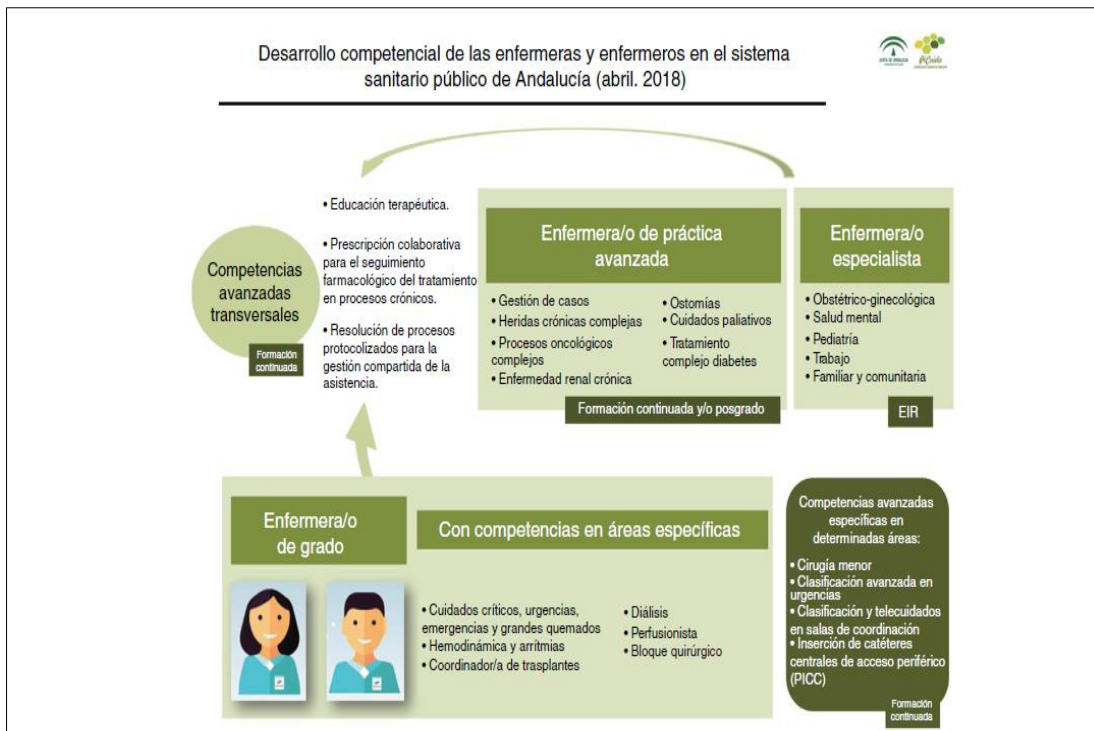 Desarrollo competencial de las enfermeras y enfermeros en el sistema
sanitario público de Andalucía (abril. 2018)
Competencias
avanzadas
transversales
Formación
continuada
• Educación terapéutica.
• Prescripción colaborativa
para el seguimiento
farmacológico del tratamiento
en procesos crónicos.
• Resolución de procesos
protocolizados para la
gestión compartida de la
asistencia.
Enfermera/o de práctica
avanzada
• Gestión de casos
• Heridas crónicas complejas
• Procesos oncológicos
complejos
• Enfermedad renal crónica
• Ostomías
• Cuidados paliativos
• Tratamiento
complejo diabetes
Formación continuada y/o posgrado
Enfermera/o
especialista
• Obstétrico-ginecológica
• Salud mental
• Pediatría
• Trabajo
• Familiar y comunitaria
EIR
Enfermera/o
de grado
Con competencias en áreas específicas
• Cuidados críticos, urgencias,
emergencias y grandes quemados
• Hemodinámica y arrítmias
• Coordinador/a de trasplantes
• Diálisis
• Perfusionista
• Bloque quirúrgico
Competencias avanzadas
específicas en
determinadas áreas:
• Cirugía menor
• Clasificación avanzada en
urgencias
• Clasificación y telecuidados
en salas de coordinación
• Inserción de catéteres
centrales de acceso periférico
(PICC)
Formación
continuada